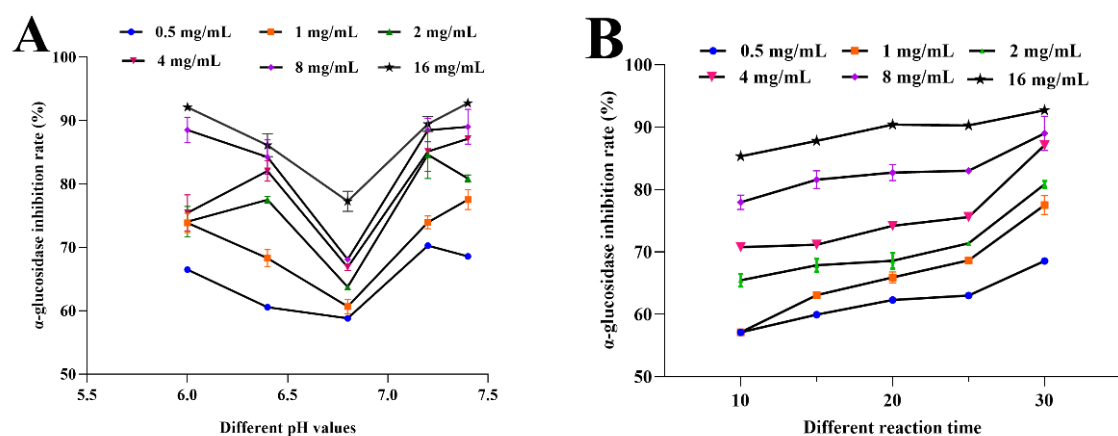 A
0.5 mg/mL 1 mg/mL 2 mg/mL
4 mg/mL 8 mg/mL 16 mg/mL
α-glucosidase inhibition rate (%)
100
90
80
70
60
50
5.5 6.0 6.5 7.0 7.5
Different pH values
B
0.5 mg/mL 1 mg/mL 2 mg/mL
4 mg/mL 8 mg/mL 16 mg/mL
α-glucosidase inhibition rate (%)
100
90
80
70
60
50
10 20 30
Different reaction time